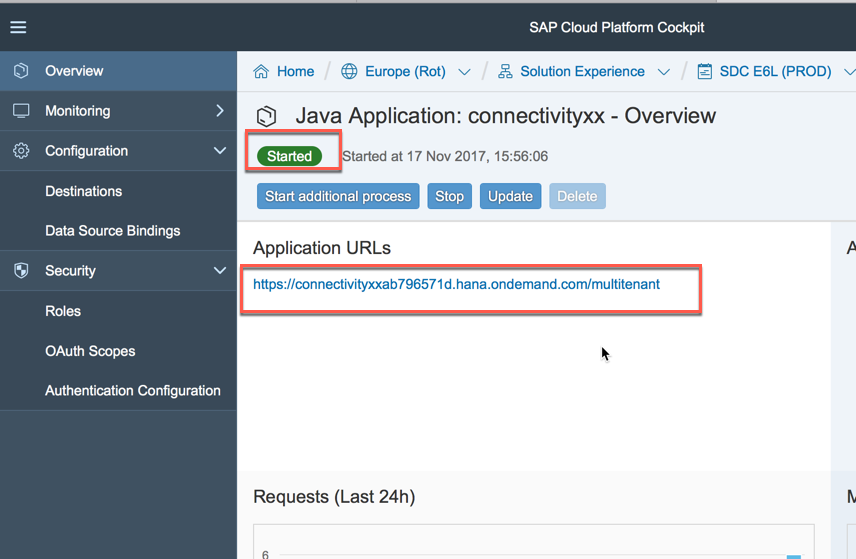 SAP Cloud Platform Cockpit
Overview
Monitoring
Configuration
Destinations
Data Source Bindings
Security
Roles
OAuth Scopes
Authentication Configuration
Home / Europe (Rot) / Solution Experience / SDC E6L (PROD)
Java Application: connectivityxx - Overview
Started Started at 17 Nov 2017, 15:56:06
Start additional process Stop Update Delete
Application URLs
https://connectivityxxab796571d.hana.ondemand.com/multitenant
Requests (Last 24h)
6